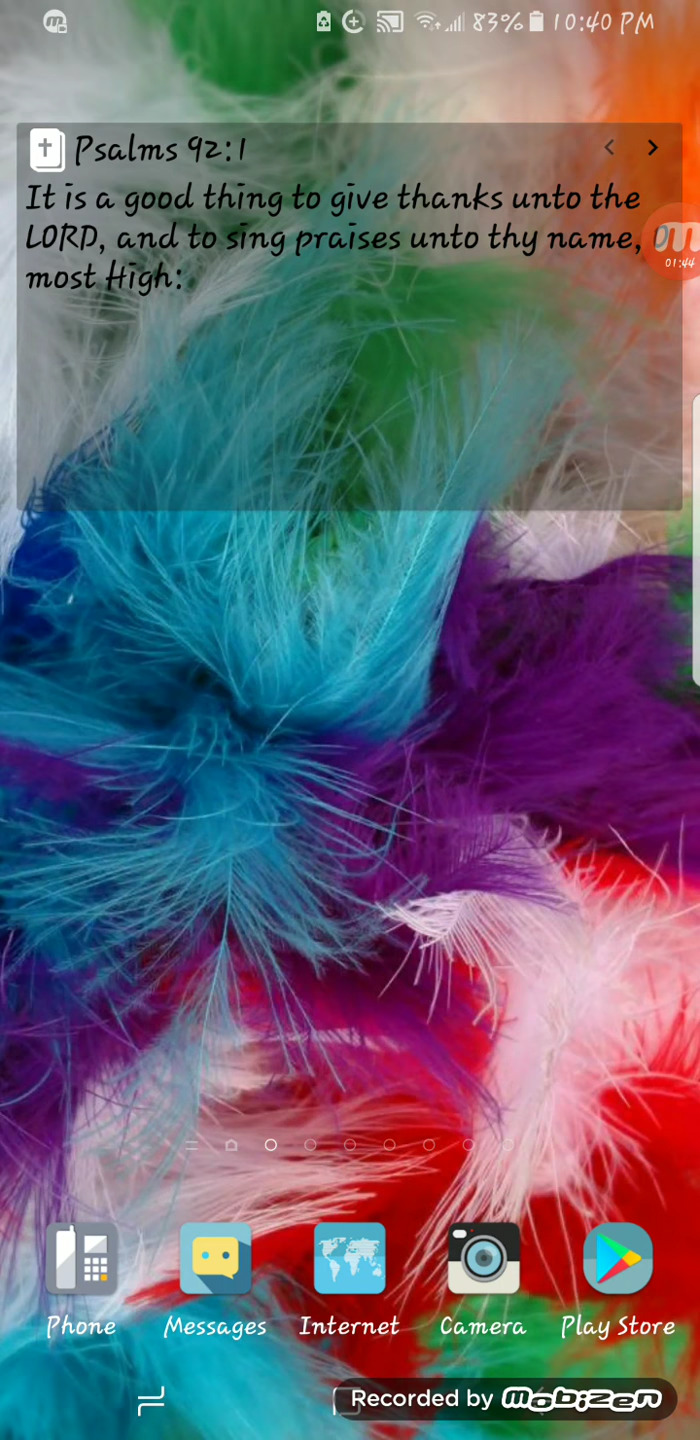 83% 10:40 PM
Psalms 92:1
It is a good thing to give thanks unto the
LORD, and to sing praises unto thy name, O
most High:
01:44
Phone Messages Internet Camera Play Store
Recorded by mobizen